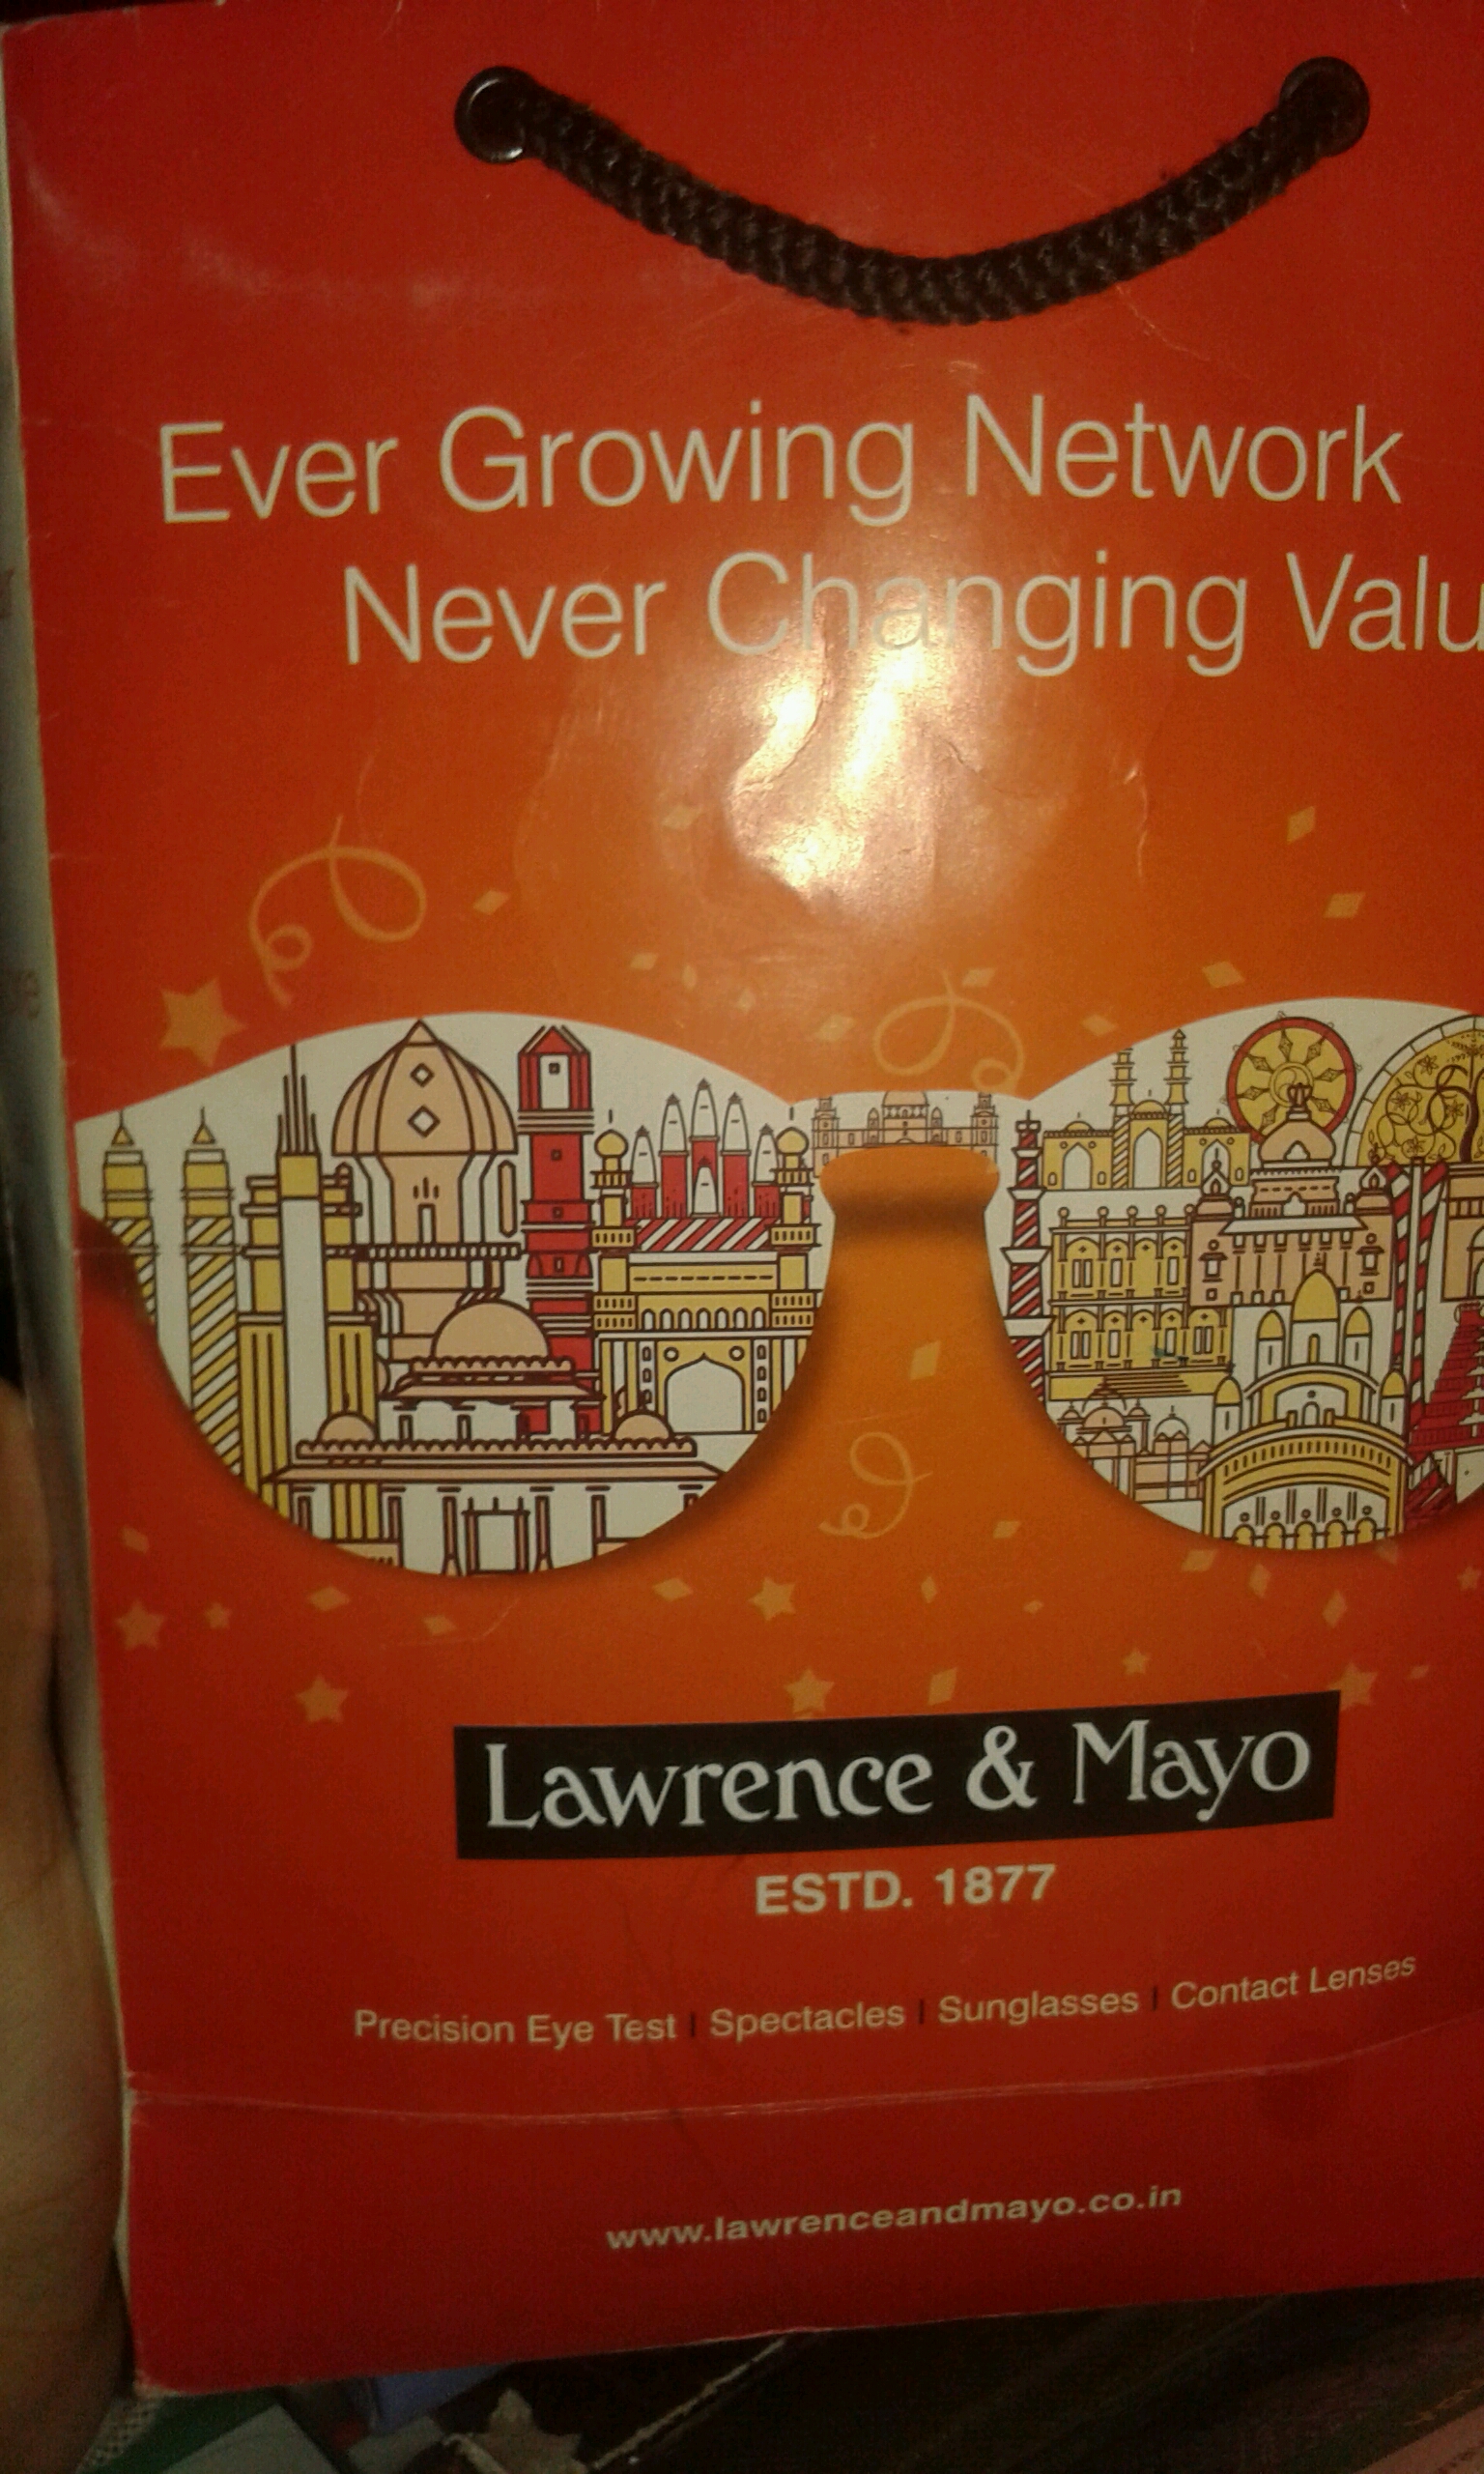 Ever Growing Network
Never Changing Valu
Lawrence & Mayo
ESTD. 1877
Precision Eye Test | Spectacles | Sunglasses | Contact Lenses
www.lawrenceandmayo.co.in